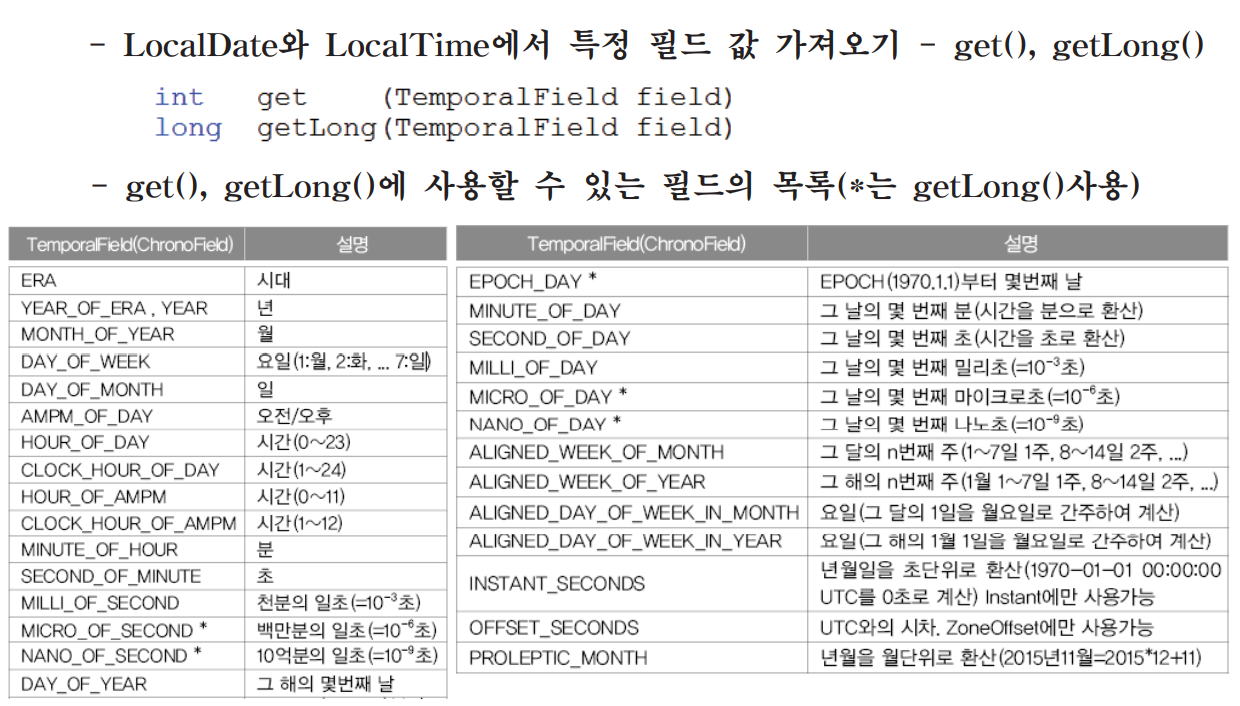 - LocalDate와 LocalTime에서 특정 필드 값 가져오기 - get(), getLong()
int get (TemporalField field)
long getLong(TemporalField field)
- get(), getLong()에 사용할 수 있는 필드의 목록(*는 getLong()사용)
TemporalField(ChronoField) 설명
ERA 시대
YEAR_OF_ERA , YEAR 년
MONTH_OF_YEAR 월
DAY_OF_WEEK 요일(1:월, 2:화, ... 7:일)
DAY_OF_MONTH 일
AMPM_OF_DAY 오전/오후
HOUR_OF_DAY 시간(0~23)
CLOCK_HOUR_OF_DAY 시간(1~24)
HOUR_OF_AMPM 시간(0~11)
CLOCK_HOUR_OF_AMPM 시간(1~12)
MINUTE_OF_HOUR 분
SECOND_OF_MINUTE 초
MILLI_OF_SECOND 천분의 일초(=10⁻³초)
MICRO_OF_SECOND * 백만분의 일초(=10⁻⁶초)
NANO_OF_SECOND * 10억분의 일초(=10⁻⁹초)
DAY_OF_YEAR 그 해의 몇번째 날
TemporalField(ChronoField) 설명
EPOCH_DAY * EPOCH(1970.1.1)부터 몇번째 날
MINUTE_OF_DAY 그 날의 몇 번째 분(시간을 분으로 환산)
SECOND_OF_DAY 그 날의 몇 번째 초(시간을 초로 환산)
MILLI_OF_DAY 그 날의 몇 번째 밀리초(=10⁻³초)
MICRO_OF_DAY * 그 날의 몇 번째 마이크로초(=10⁻⁶초)
NANO_OF_DAY * 그 날의 몇 번째 나노초(=10⁻⁹초)
ALIGNED_WEEK_OF_MONTH 그 달의 n번째 주(1~7일 1주, 8~14일 2주, ...)
ALIGNED_WEEK_OF_YEAR 그 해의 n번째 주(1월 1~7일 1주, 8~14일 2주, ...)
ALIGNED_DAY_OF_WEEK_IN_MONTH 요일(그 달의 1일을 월요일로 간주하여 계산)
ALIGNED_DAY_OF_WEEK_IN_YEAR 요일(그 해의 1월 1일을 월요일로 간주하여 계산)
INSTANT_SECONDS 년월일을 초단위로 환산(1970-01-01 00:00:00
UTC를 0초로 계산) Instant에만 사용가능
OFFSET_SECONDS UTC와의 시차. ZoneOffset에만 사용가능
PROLEPTIC_MONTH 년월을 월단위로 환산(2015년11월=2015*12+11)